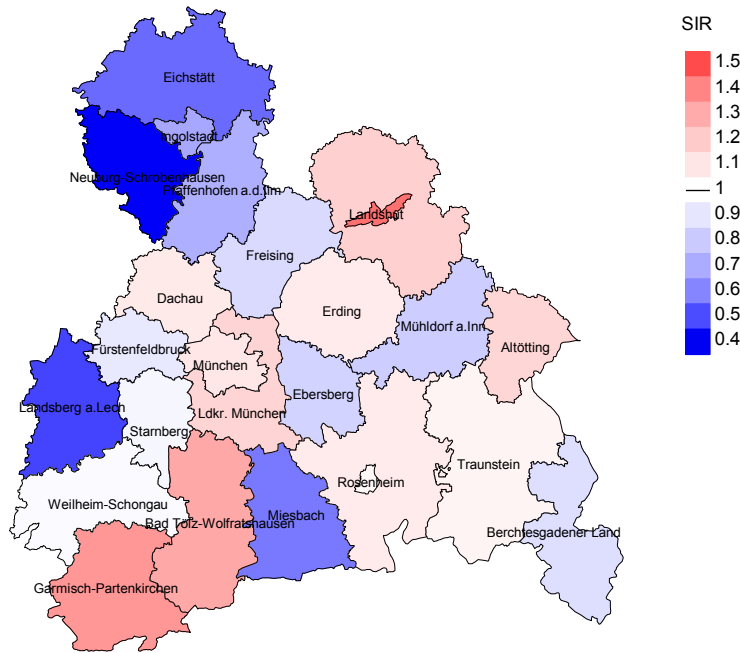 SIR
1.5
1.4
1.3
1.2
1.1
1
0.9
0.8
0.7
0.6
0.5
0.4
Eichstätt
Ingolstadt
Neuburg-Schrobenhausen
Pfaffenhofen a.d.Ilm
Landshut
Freising
Dachau
Erding
Mühldorf a.Inn
Altötting
Fürstenfeldbruck
München
Ebersberg
Landsberg a.Lech
Ldkr. München
Starnberg
Traunstein
Rosenheim
Weilheim-Schongau
Miesbach
Bad Tölz-Wolfratshausen
Berchtesgadener Land
Garmisch-Partenkirchen